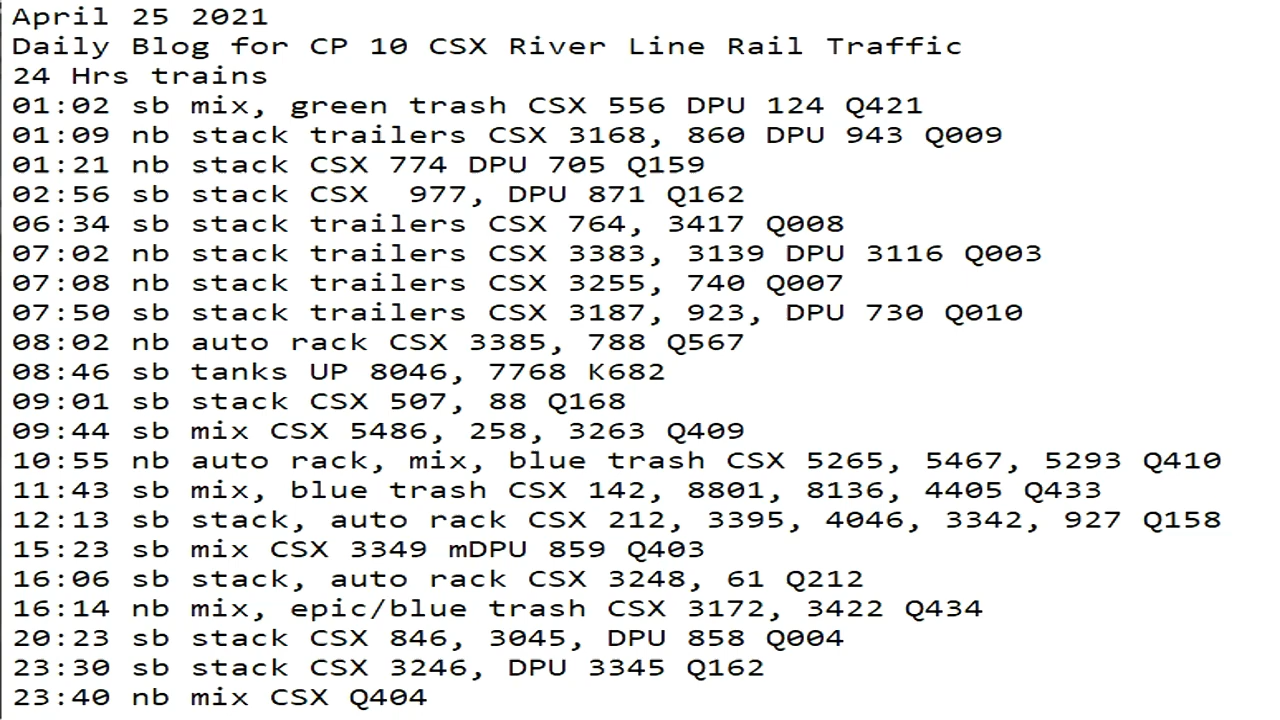 April 25 2021
Daily Blog for CP 10 CSX River Line Rail Traffic
24 Hrs trains
01:02 sb mix, green trash CSX 556 DPU 124 Q421
01:09 nb stack trailers CSX 3168, 860 DPU 943 Q009
01:21 nb stack CSX 774 DPU 705 Q159
02:56 sb stack CSX  977, DPU 871 Q162
06:34 sb stack trailers CSX 764, 3417 Q008
07:02 nb stack trailers CSX 3383, 3139 DPU 3116 Q003
07:08 nb stack trailers CSX 3255, 740 Q007
07:50 sb stack trailers CSX 3187, 923, DPU 730 Q010
08:02 nb auto rack CSX 3385, 788 Q567
08:46 sb tanks UP 8046, 7768 K682
09:01 sb stack CSX 507, 88 Q168
09:44 sb mix CSX 5486, 258, 3263 Q409
10:55 nb auto rack, mix, blue trash CSX 5265, 5467, 5293 Q410
11:43 sb mix, blue trash CSX 142, 8801, 8136, 4405 Q433
12:13 sb stack, auto rack CSX 212, 3395, 4046, 3342, 927 Q158
15:23 sb mix CSX 3349 mDPU 859 Q403
16:06 sb stack, auto rack CSX 3248, 61 Q212
16:14 nb mix, epic/blue trash CSX 3172, 3422 Q434
20:23 sb stack CSX 846, 3045, DPU 858 Q004
23:30 sb stack CSX 3246, DPU 3345 Q162
23:40 nb mix CSX Q404